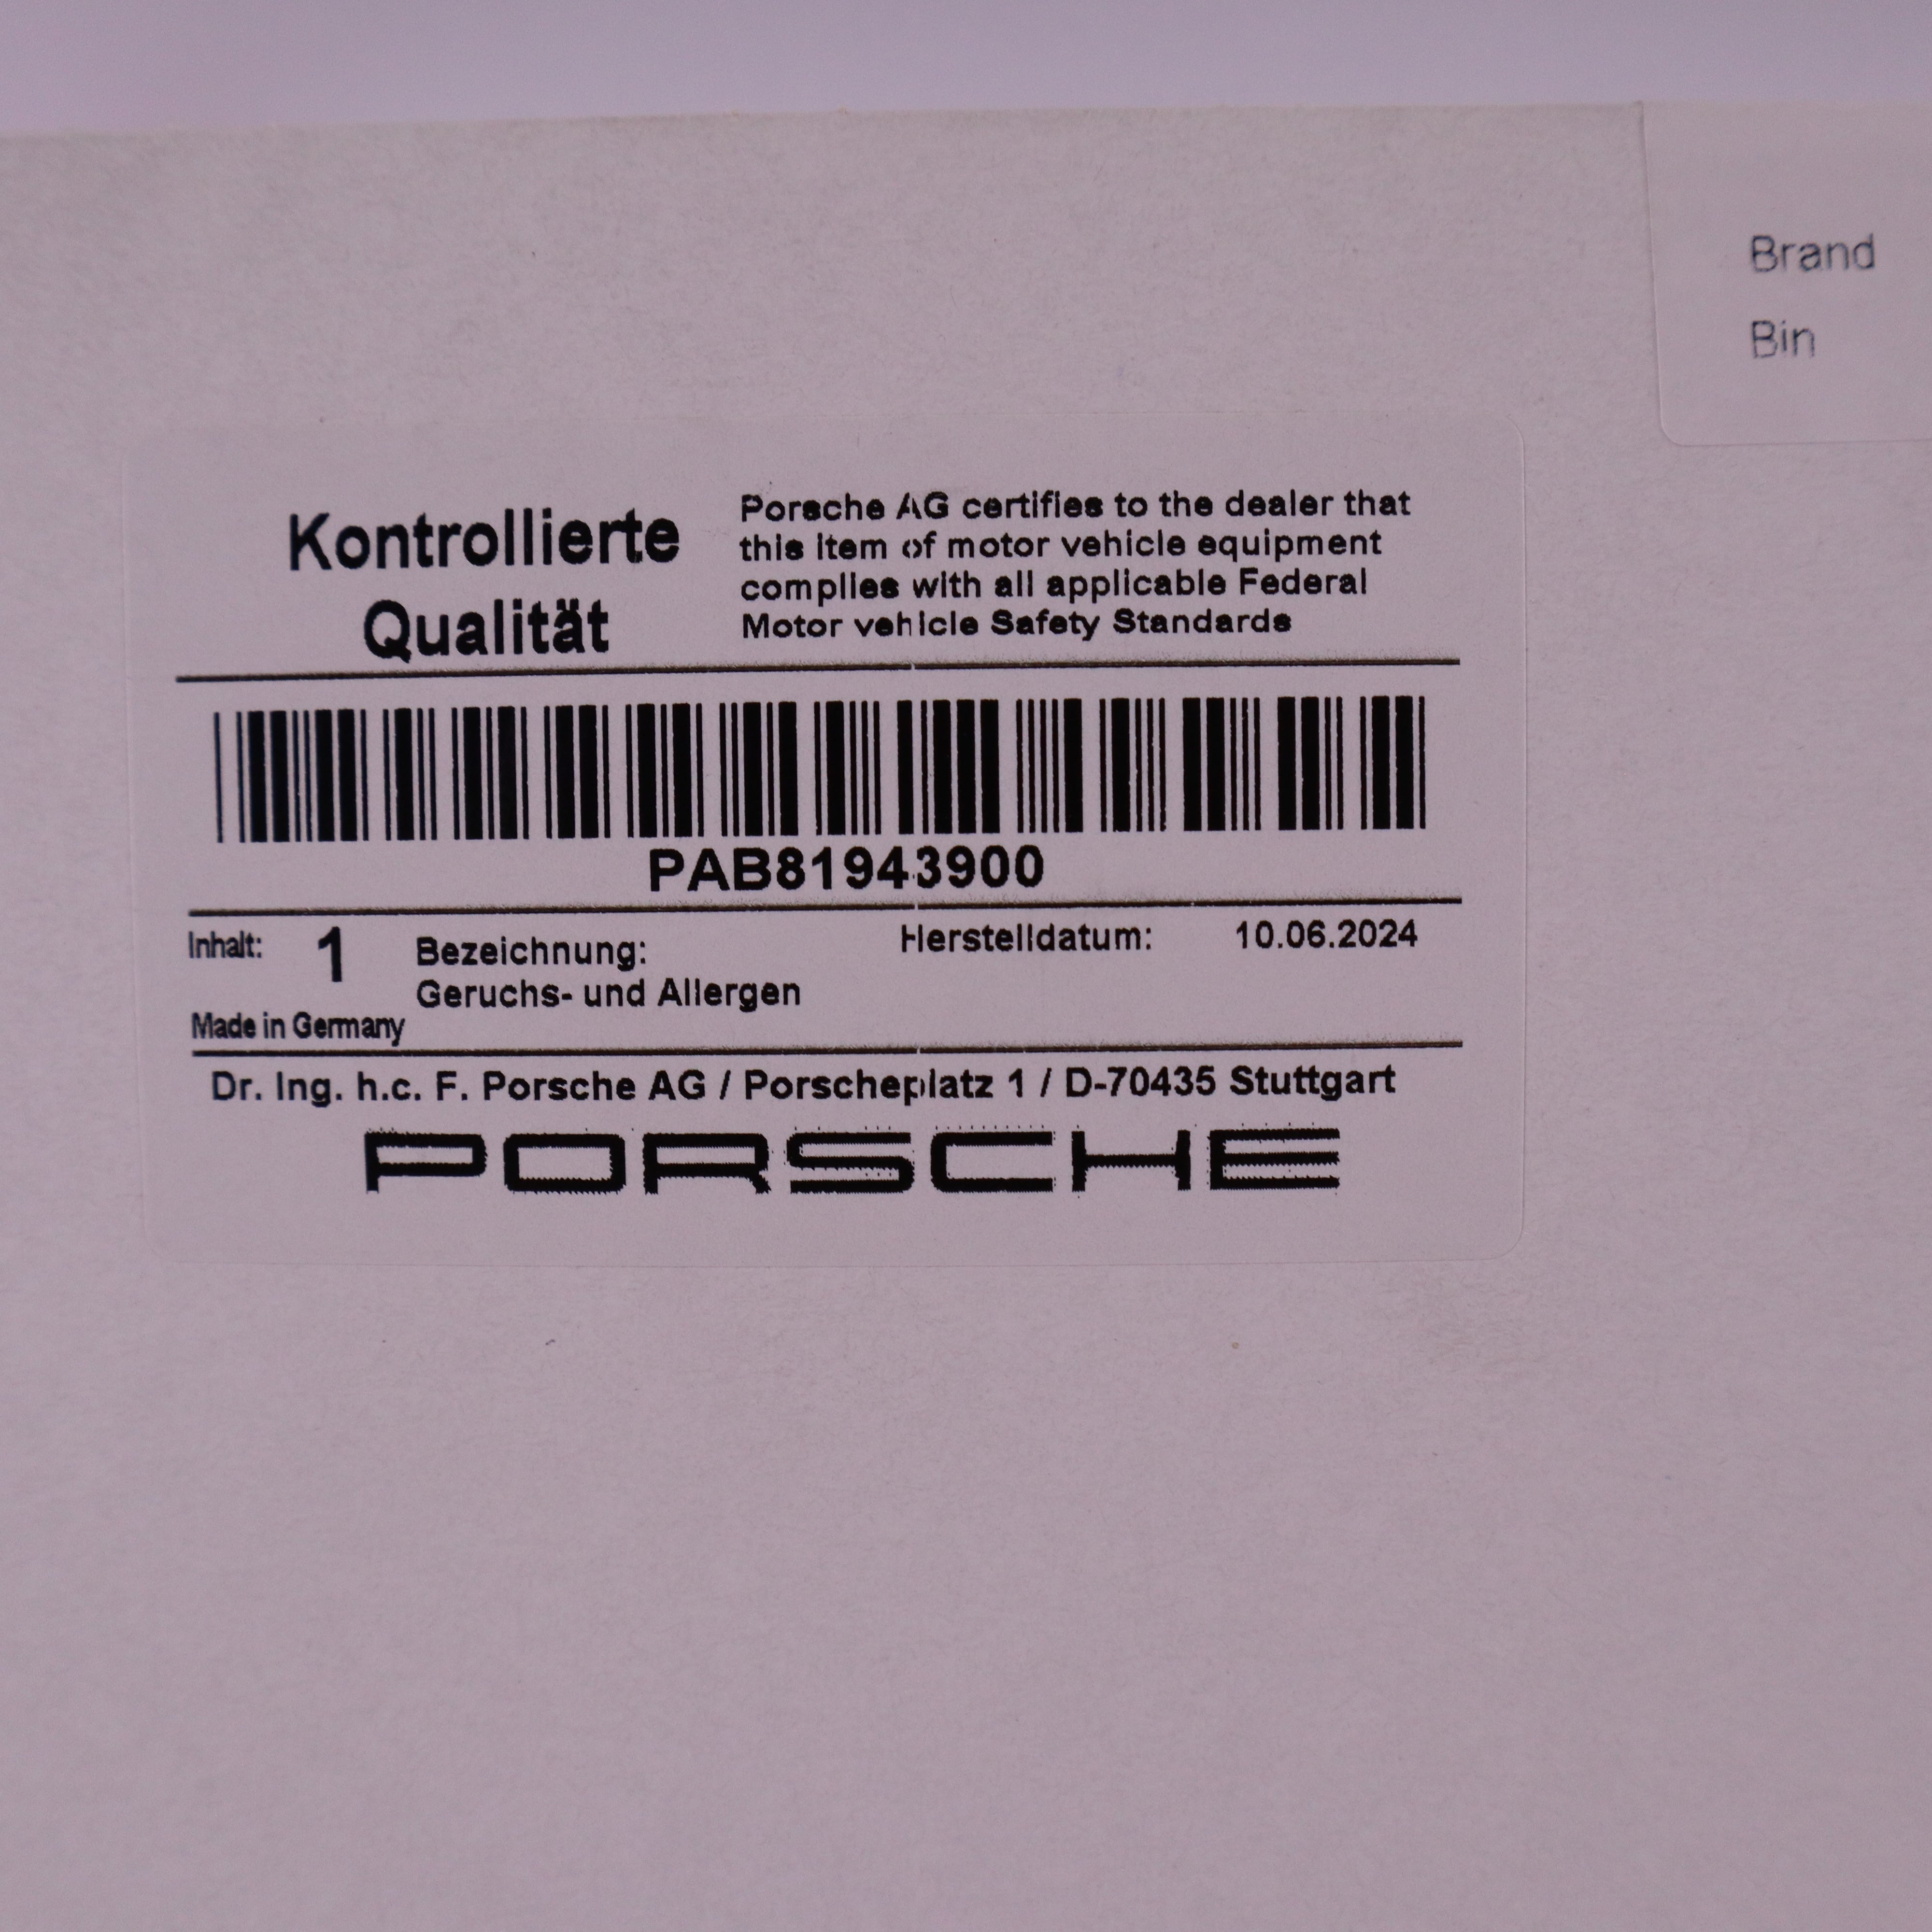 Brand
Bin
Kontrollierte
Qualität
Porsche AG certifies to the dealer that
this item of motor vehicle equipment
complies with all applicable Federal
Motor vehicle Safety Standards
PAB81943900
Inhalt: 1
Bezeichnung:
Geruchs- und Allergen
Herstelldatum: 10.06.2024
Made in Germany
Dr. Ing. h.c. F. Porsche AG / Porscheplatz 1 / D-70435 Stuttgart
PORSCHE